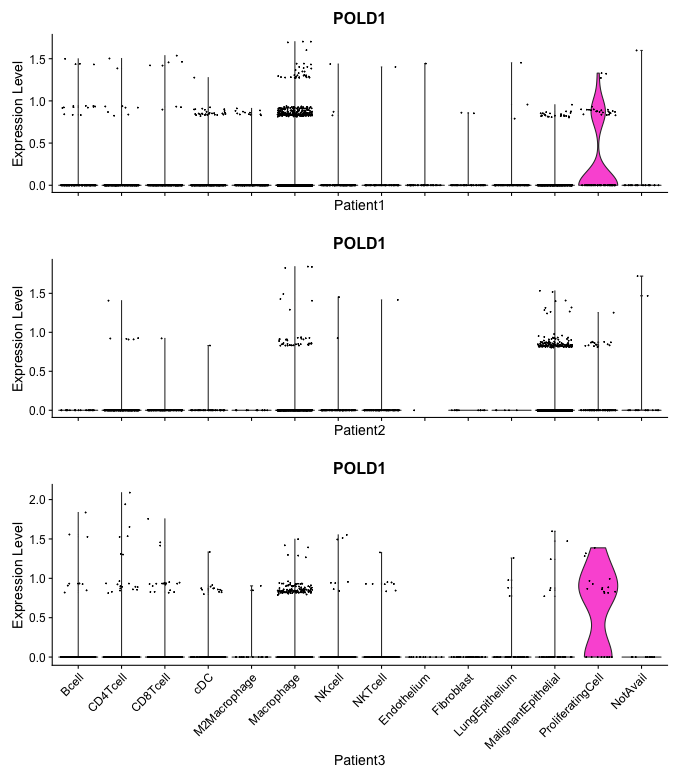 POLD1
Expression Level
1.5
1.0
0.5
0.0
Patient1
POLD1
Expression Level
1.5
1.0
0.5
0.0
Patient2
POLD1
Expression Level
2.0
1.5
1.0
0.5
0.0
Bcell
CD4Tcell
CD8Tcell
cDC
M2Macrophage
Macrophage
NKcell
NKTcell
Endothelium
Fibroblast
LungEpithelium
MalignantEpithelial
ProliferatingCell
NotAvail
Patient3